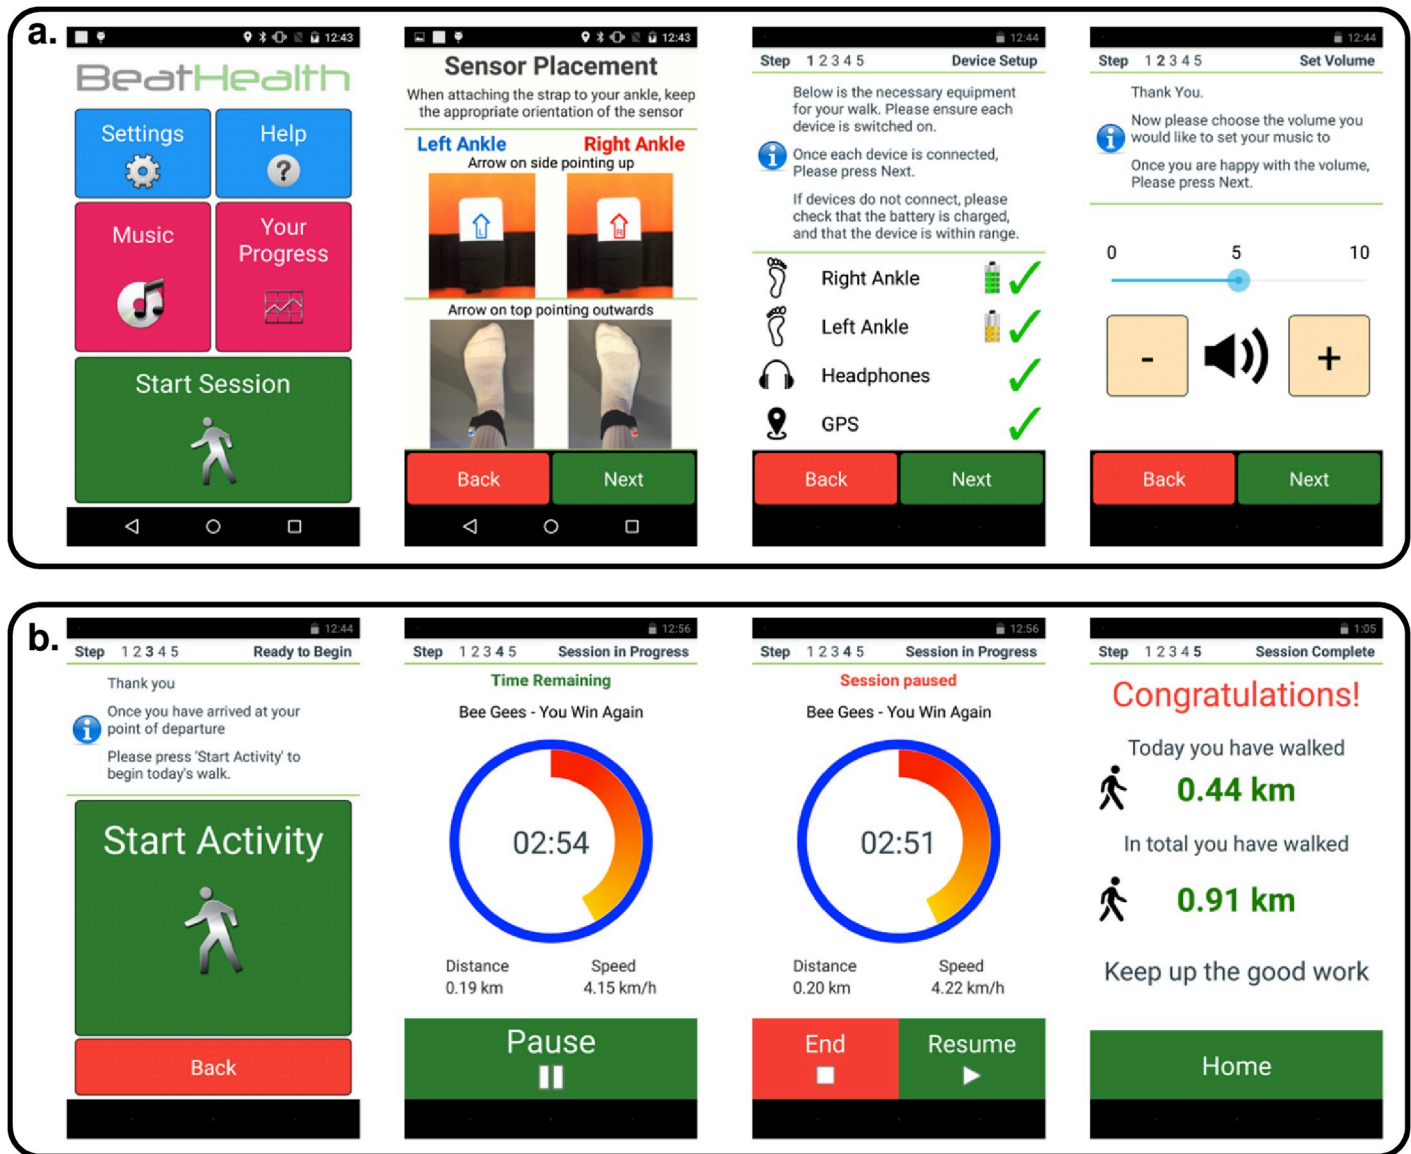 a.
12:43
BeatHealth
Settings
Help
Music
Your
Progress
Start Session
12:43
Sensor Placement
When attaching the strap to your ankle, keep
the appropriate orientation of the sensor
Left Ankle
Right Ankle
Arrow on side pointing up
L
R
Arrow on top pointing outwards
Back
Next
12:44
Step 1 2 3 4 5 Device Setup
Below is the necessary equipment
for your walk. Please ensure each
device is switched on.
Once each device is connected,
Please press Next.
If devices do not connect, please
check that the battery is charged,
and that the device is within range.
Right Ankle
Left Ankle
Headphones
GPS
Back
Next
12:44
Step 1 2 3 4 5 Set Volume
Thank You.
Now please choose the volume you
would like to set your music to
Once you are happy with the volume,
Please press Next.
0 5 10
- +
Back
Next
b.
12:44
Step 1 2 3 4 5 Ready to Begin
Thank you
Once you have arrived at your
point of departure
Please press 'Start Activity' to
begin today's walk.
Start Activity
Back
12:56
Step 1 2 3 4 5 Session in Progress
Time Remaining
Bee Gees - You Win Again
02:54
Distance
Speed
0.19 km
4.15 km/h
Pause
12:56
Step 1 2 3 4 5 Session in Progress
Session paused
Bee Gees - You Win Again
02:51
Distance
Speed
0.20 km
4.22 km/h
End
Resume
1:05
Step 1 2 3 4 5 Session Complete
Congratulations!
Today you have walked
0.44 km
In total you have walked
0.91 km
Keep up the good work
Home